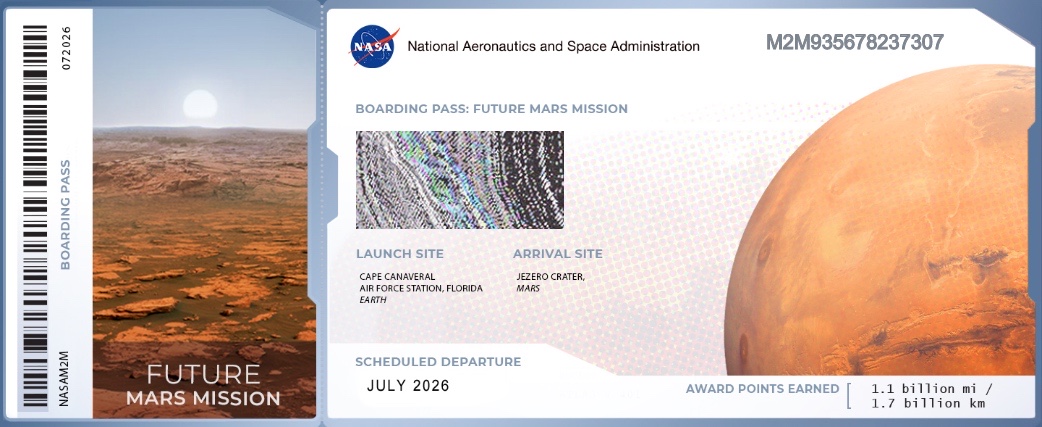 072026
BOARDING PASS
NASAM2M
FUTURE
MARS MISSION
NASA
National Aeronautics and Space Administration
M2M935678237307
BOARDING PASS: FUTURE MARS MISSION
LAUNCH SITE
CAPE CANAVERAL
AIR FORCE STATION, FLORIDA
EARTH
ARRIVAL SITE
JEZERO CRATER,
MARS
SCHEDULED DEPARTURE
JULY 2026
AWARD POINTS EARNED
1.1 billion mi /
1.7 billion km